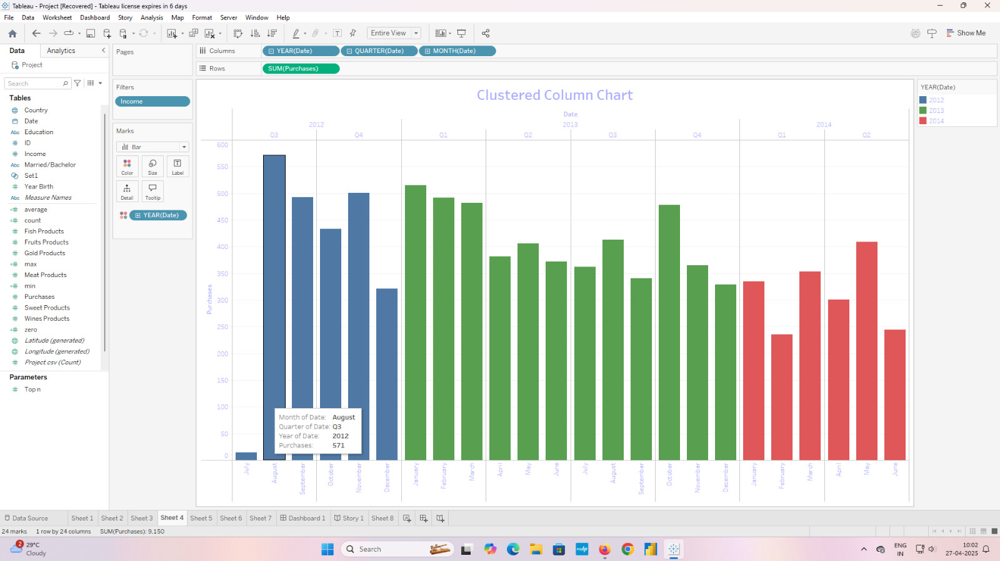 Tableau - Project [Recovered] - Tableau license expires in 6 days
File Data Worksheet Dashboard Story Analysis Map Format Server Window Help
Entire View
Show Me
Data Analytics
Project
Search
Tables
Country
Date
Abc Education
ID
Income
Abc Married/Bachelor
Set1
Year Birth
Abc Measure Names
average
count
Fish Products
Fruits Products
Gold Products
max
Meat Products
min
Purchases
Sweet Products
Wines Products
zero
Latitude (generated)
Longitude (generated)
Project.csv (Count)
Parameters
Top n
Pages
Filters
Income
Marks
Bar
Color Size Label
Detail Tooltip
YEAR(Date)
Columns YEAR(Date) QUARTER(Date) MONTH(Date)
Rows SUM(Purchases)
Clustered Column Chart
Date
2012 2013 2014
Q3 Q4 Q1 Q2 Q3 Q4 Q1 Q2
600
550
500
450
400
350
300
250
200
150
100
50
0
Purchases
Month of Date: August
Quarter of Date: Q3
Year of Date: 2012
Purchases: 571
July August September October November December January February March April May June July August September October November December January February March April May June
YEAR(Date)
2012
2013
2014
Data Source Sheet 1 Sheet 2 Sheet 3 Sheet 4 Sheet 5 Sheet 6 Sheet 7 Dashboard 1 Story 1 Sheet 8
24 marks 1 row by 24 columns SUM(Purchases): 9,150
2
29°C
Cloudy
Search
myhp
ENG
IN
10:02
27-04-2025